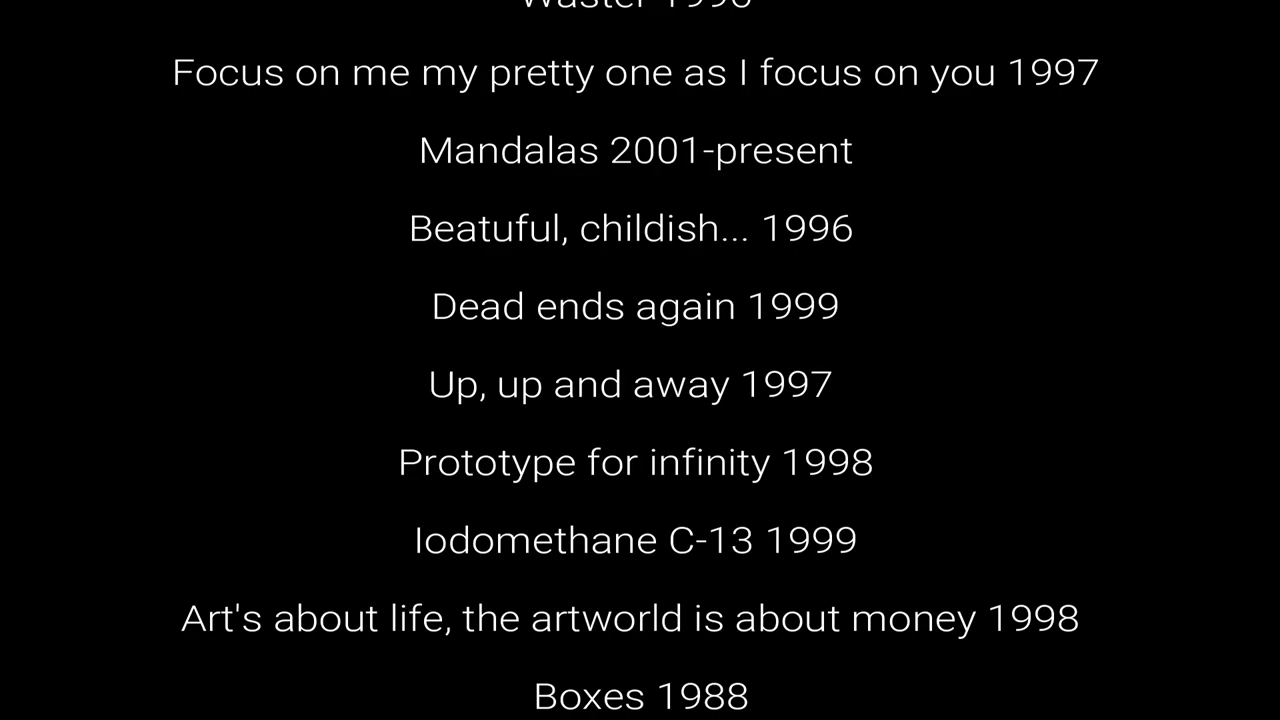 Focus on me my pretty one as I focus on you 1997
Mandalas 2001-present
Beatuful, childish... 1996
Dead ends again 1999
Up, up and away 1997
Prototype for infinity 1998
Iodomethane C-13 1999
Art's about life, the artworld is about money 1998
Boxes 1988